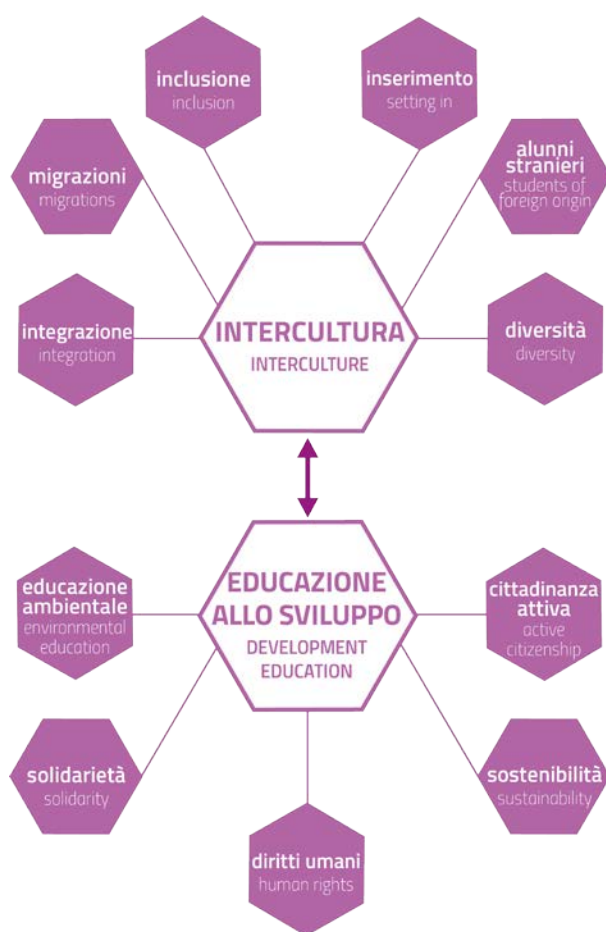 inclusione
inclusion
inserimento
setting in
migrazioni
migrations
alunni
stranieri
students of
foreign origin
integrazione
integration
INTERCULTURA
INTERCULTURE
diversità
diversity
educazione
ambientale
environmental
education
EDUCAZIONE
ALLO SVILUPPO
DEVELOPMENT
EDUCATION
cittadinanza
attiva
active
citizenship
solidarietà
solidarity
sostenibilità
sustainability
diritti umani
human rights